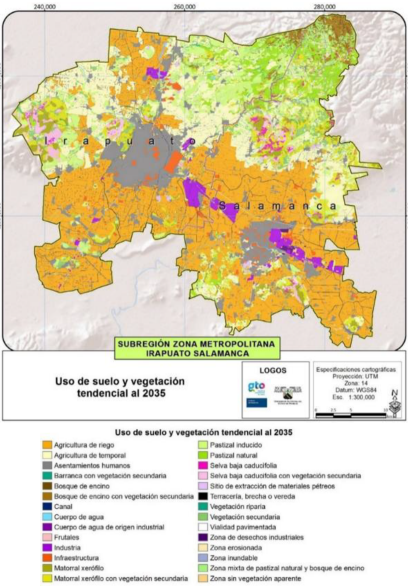 240,000 260,000 280,000
Irapuato
Salamanca
SUBREGIÓN ZONA METROPOLITANA
IRAPUATO SALAMANCA
Uso de suelo y vegetación
tendencial al 2035
LOGOS
gto
Especificaciones cartográficas
Proyección: UTM
Zona: 14
Datum: WGS84
Esc. 1:300,000
Uso de suelo y vegetación tendencial al 2035
Agricultura de riego
Agricultura de temporal
Asentamientos humanos
Barranca con vegetación secundaria
Bosque de encino
Bosque de encino con vegetación secundaria
Canal
Cuerpo de agua
Cuerpo de agua de origen industrial
Frutales
Industria
Infraestructura
Matorral xerófilo
Matorral xerófilo con vegetación secundaria
Pastizal inducido
Pastizal natural
Selva baja caducifolia
Selva baja caducifolia con vegetación secundaria
Sitio de extracción de materiales pétreos
Terracería, brecha o vereda
Vegetación riparia
Vegetación secundaria
Vialidad pavimentada
Zona de desechos industriales
Zona erosionada
Zona inundable
Zona mixta de pastizal natural y bosque de encino
Zona sin vegetación aparente